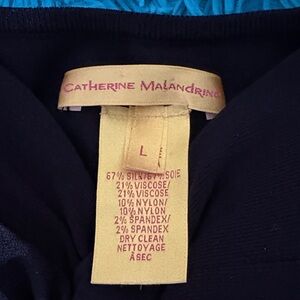 CATHERINE MALANDRINO
L
67% SILK/67% SOIE
21% VISCOSE/
21% VISCOSE
10% NYLON/
10% NYLON
2% SPANDEX/
2% SPANDEX
DRY CLEAN
NETTOYAGE
ÀSEC